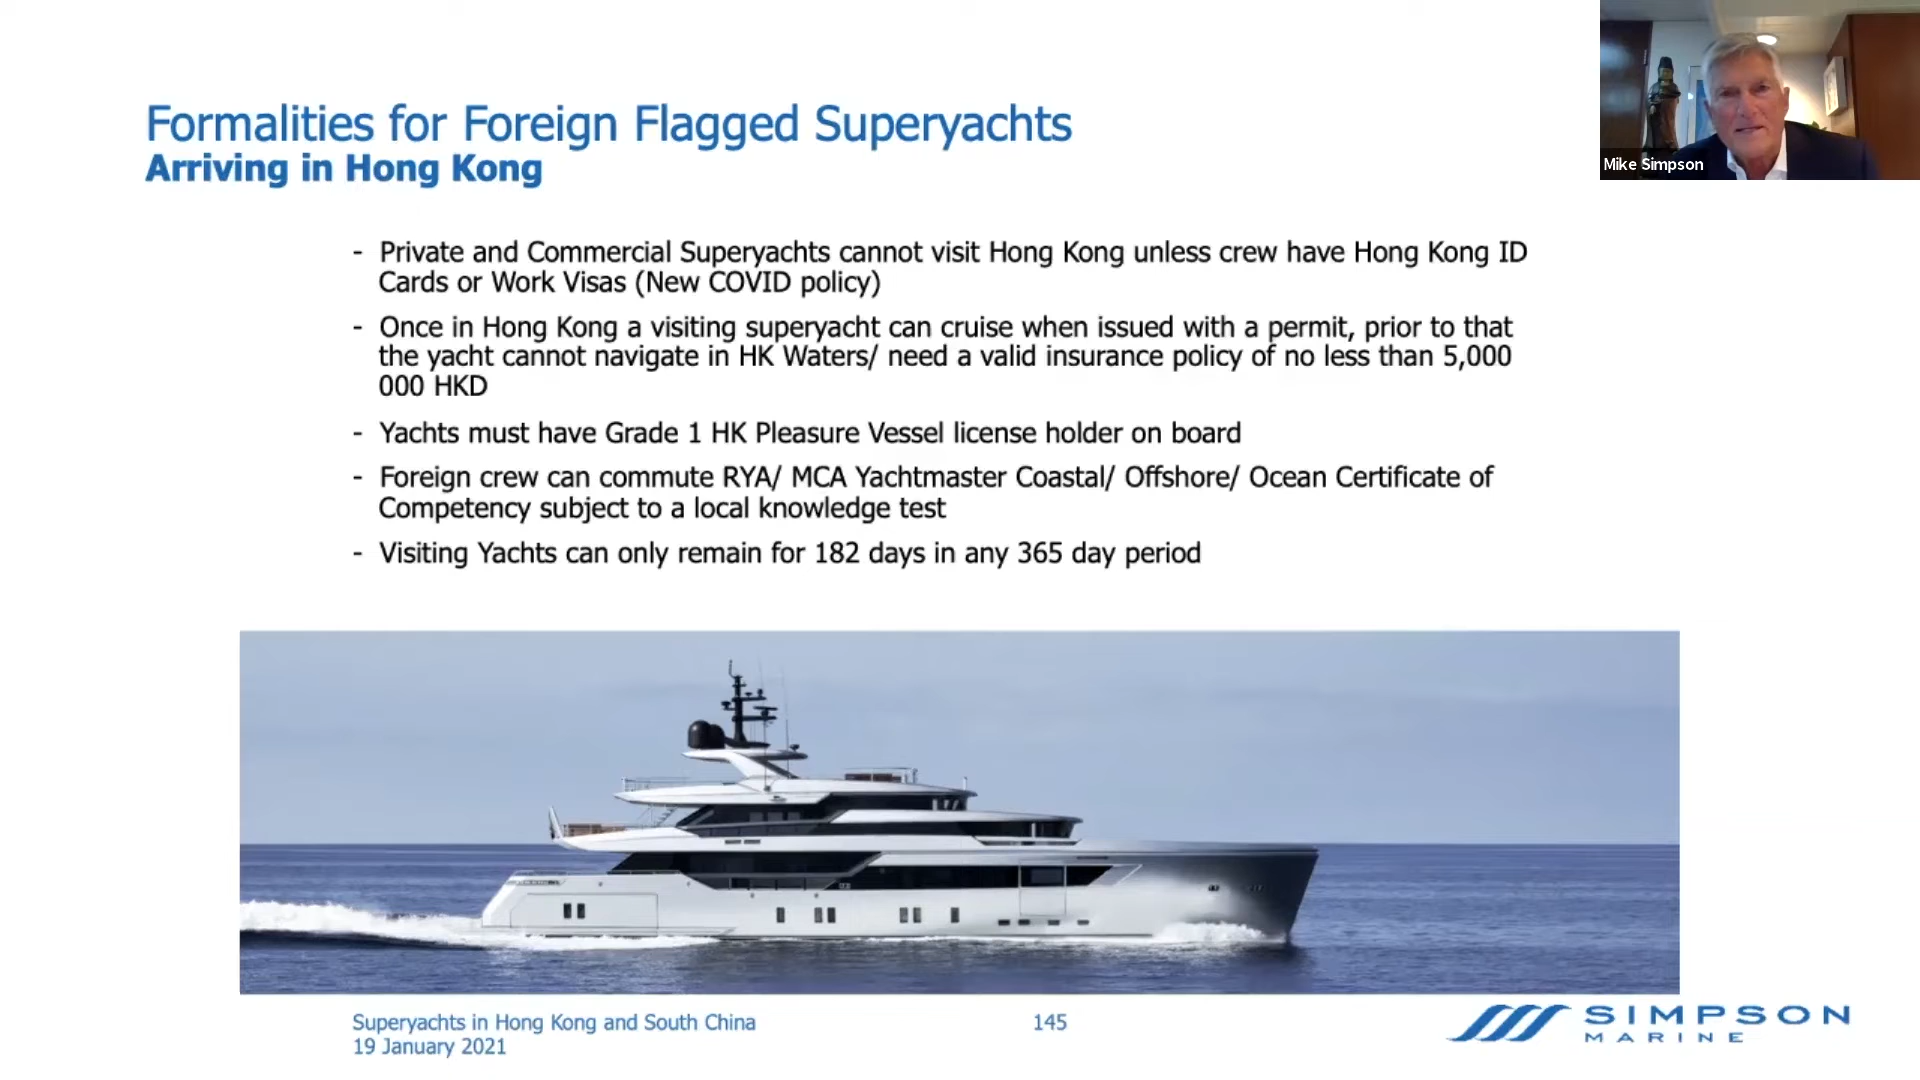 Formalities for Foreign Flagged Superyachts
Arriving in Hong Kong
Mike Simpson
- Private and Commercial Superyachts cannot visit Hong Kong unless crew have Hong Kong ID
Cards or Work Visas (New COVID policy)
- Once in Hong Kong a visiting superyacht can cruise when issued with a permit, prior to that
the yacht cannot navigate in HK Waters/ need a valid insurance policy of no less than 5,000
000 HKD
- Yachts must have Grade 1 HK Pleasure Vessel license holder on board
- Foreign crew can commute RYA/ MCA Yachtmaster Coastal/ Offshore/ Ocean Certificate of
Competency subject to a local knowledge test
- Visiting Yachts can only remain for 182 days in any 365 day period
Superyachts in Hong Kong and South China
19 January 2021
145
SIMPSON
MARINE